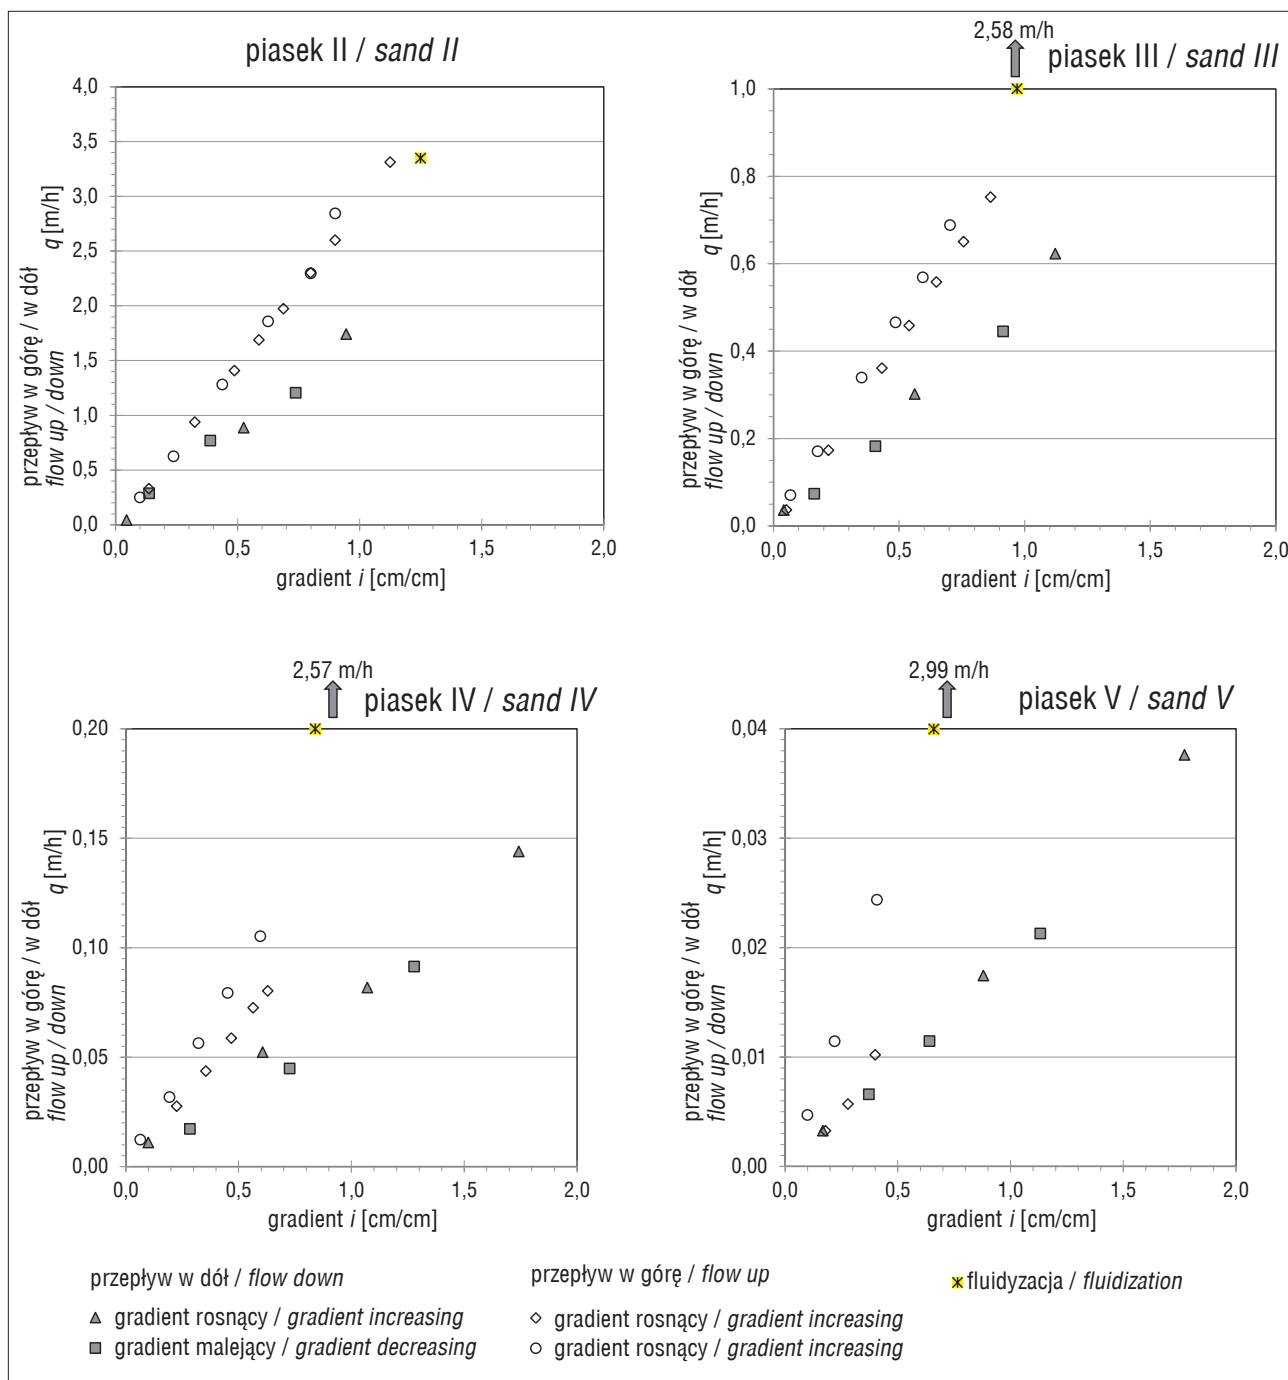 piasek II / sand II
4,0
3,5
3,0
2,5
2,0
1,5
1,0
0,5
0,0
przepływ w górę / w dół q [m/h]
flow up / down
0,0 0,5 1,0 1,5 2,0
gradient i [cm/cm]
2,58 m/h
piasek III / sand III
1,0
0,8
0,6
0,4
0,2
0,0
przepływ w górę / w dół q [m/h]
flow up / down
0,0 0,5 1,0 1,5 2,0
gradient i [cm/cm]
2,57 m/h
piasek IV / sand IV
0,20
0,15
0,10
0,05
0,00
przepływ w górę / w dół q [m/h]
flow up / down
0,0 0,5 1,0 1,5 2,0
gradient i [cm/cm]
2,99 m/h
piasek V / sand V
0,04
0,03
0,02
0,01
0,00
przepływ w górę / w dół q [m/h]
flow up / down
0,0 0,5 1,0 1,5 2,0
gradient i [cm/cm]
przepływ w dół / flow down
gradient rosnący / gradient increasing
gradient malejący / gradient decreasing
przepływ w górę / flow up
gradient rosnący / gradient increasing
gradient rosnący / gradient increasing
fluidyzacja / fluidization